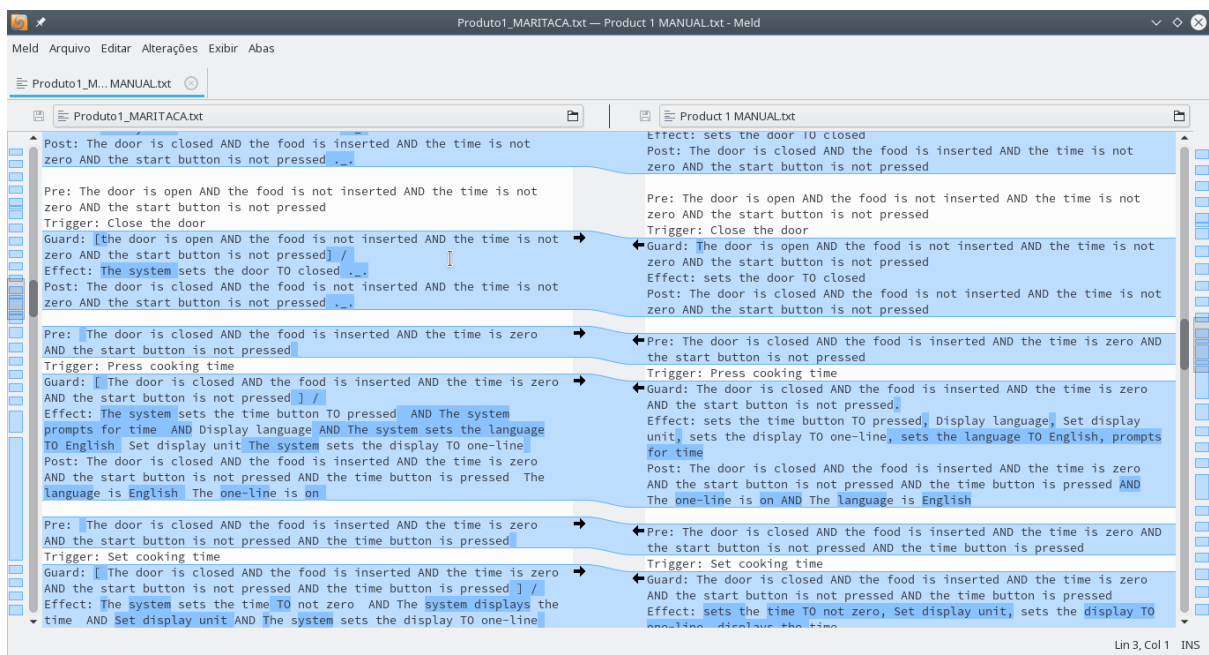 Produto1_MARITACA.txt — Product 1 MANUAL.txt - Meld
Meld Arquivo Editar Alterações Exibir Abas
Produto1_M... MANUAL.txt
Produto1_MARITACA.txt
Post: The door is closed AND the food is inserted AND the time is not
zero AND the start button is not pressed ._.
Pre: The door is open AND the food is not inserted AND the time is not
zero AND the start button is not pressed
Trigger: Close the door
Guard: [the door is open AND the food is not inserted AND the time is not
zero AND the start button is not pressed] /
Effect: The system sets the door TO closed ._.
Post: The door is closed AND the food is not inserted AND the time is not
zero AND the start button is not pressed ._.
Pre:  The door is closed AND the food is inserted AND the time is zero
AND the start button is not pressed
Trigger: Press cooking time
Guard: [ The door is closed AND the food is inserted AND the time is zero
AND the start button is not pressed ] /
Effect: The system sets the time button TO pressed  AND The system
prompts for time  AND Display language AND The system sets the language
TO English  Set display unit The system sets the display TO one-line
Post: The door is closed AND the food is inserted AND the time is zero
AND the start button is not pressed AND the time button is pressed  The
language is English  The one-line is on
Pre:  The door is closed AND the food is inserted AND the time is zero
AND the start button is not pressed AND the time button is pressed
Trigger: Set cooking time
Guard: [ The door is closed AND the food is inserted AND the time is zero
AND the start button is not pressed AND the time button is pressed ] /
Effect: The system sets the time TO not zero  AND The system displays the
time  AND Set display unit AND The system sets the display TO one-line
Product 1 MANUAL.txt
Effect: sets the door TO closed
Post: The door is closed AND the food is inserted AND the time is not
zero AND the start button is not pressed
Pre: The door is open AND the food is not inserted AND the time is not
zero AND the start button is not pressed
Trigger: Close the door
Guard: The door is open AND the food is not inserted AND the time is not
zero AND the start button is not pressed
Effect: sets the door TO closed
Post: The door is closed AND the food is not inserted AND the time is not
zero AND the start button is not pressed
Pre: The door is closed AND the food is inserted AND the time is zero AND
the start button is not pressed
Trigger: Press cooking time
Guard: The door is closed AND the food is inserted AND the time is zero
AND the start button is not pressed.
Effect: sets the time button TO pressed, Display language, Set display
unit, sets the display TO one-line, sets the language TO English, prompts
for time
Post: The door is closed AND the food is inserted AND the time is zero
AND the start button is not pressed AND the time button is pressed AND
The one-line is on AND The language is English
Pre: The door is closed AND the food is inserted AND the time is zero AND
the start button is not pressed AND the time button is pressed
Trigger: Set cooking time
Guard: The door is closed AND the food is inserted AND the time is zero
AND the start button is not pressed AND the time button is pressed
Effect: sets the time TO not zero, Set display unit, sets the display TO
one-line, displays the time
Lin 3, Col 1 INS